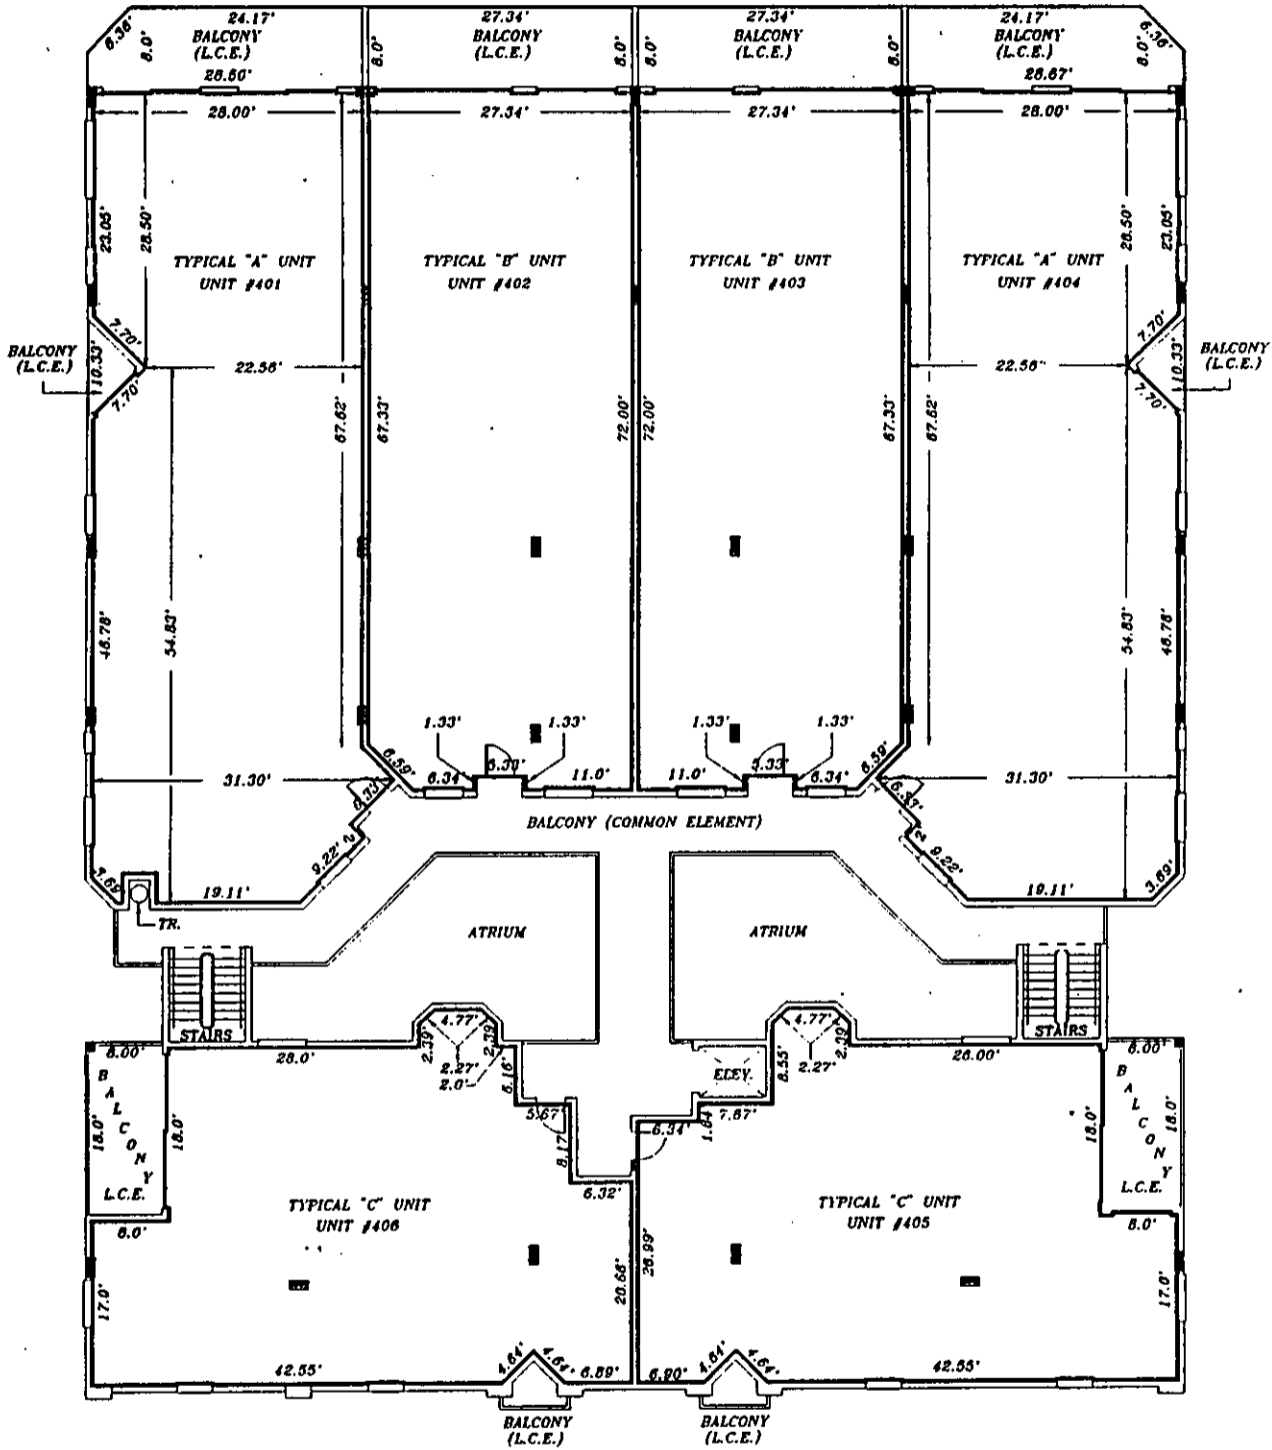 24.17'
27.34'
27.34'
24.17'
6.36'
8.0'
BALCONY
(L.C.E.)
8.0'
BALCONY
(L.C.E.)
8.0'
8.0'
BALCONY
(L.C.E.)
8.0'
BALCONY
(L.C.E.)
8.0'
6.36'
28.67'
28.00'
27.34'
27.34'
28.00'
23.05'
28.50'
28.50'
23.05'
TYPICAL "A" UNIT
UNIT #401
TYPICAL "B" UNIT
UNIT #402
TYPICAL "B" UNIT
UNIT #403
TYPICAL "A" UNIT
UNIT #404
7.70'
7.70'
BALCONY
(L.C.E.)
10.33'
7.70'
22.56'
67.62'
67.33'
72.00'
72.00'
67.33'
67.62'
22.56'
10.33'
7.70'
BALCONY
(L.C.E.)
48.78'
54.83'
54.83'
48.78'
1.33'
1.33'
1.33'
1.33'
6.59'
6.34
5.33'
11.0'
11.0'
5.33'
6.34'
6.59'
31.30'
31.30'
6.33'
2'
9.22'
6.33'
2'
9.22'
BALCONY (COMMON ELEMENT)
3.69'
19.11'
19.11'
3.69'
TR.
ATRIUM
ATRIUM
STAIRS
STAIRS
28.0'
4.77'
2.39'
2.39'
2.27'
2.0'
6.16'
ELEV.
8.55'
4.77'
2.39'
2.27'
28.00'
BALCONY
L.C.E.
18.0'
18.0'
5.67'
8.17'
6.32'
6.34'
1.84'
7.67'
18.0'
18.0'
BALCONY
L.C.E.
TYPICAL "C" UNIT
UNIT #406
TYPICAL "C" UNIT
UNIT #405
8.0'
17.0'
26.99'
17.0'
42.55'
4.64'
4.64'
6.89'
6.90'
4.64'
4.64'
42.55'
BALCONY
(L.C.E.)
BALCONY
(L.C.E.)